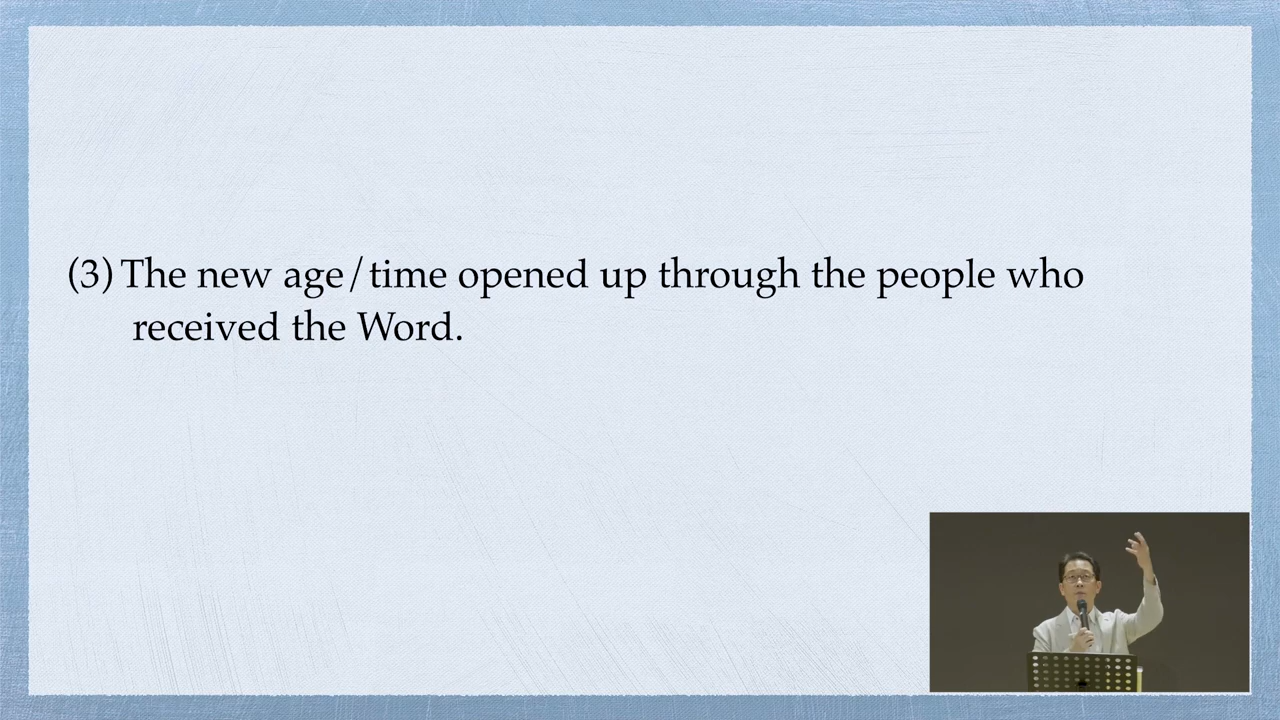 (3) The new age/time opened up through the people who
received the Word.